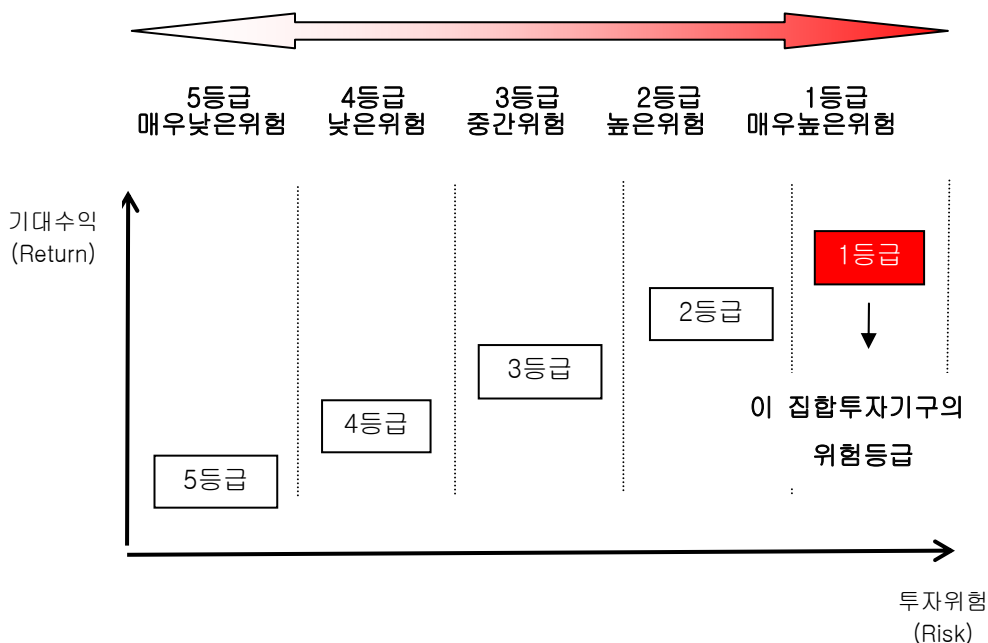 5등급 4등급 3등급 2등급 1등급
매우낮은위험 낮은위험 중간위험 높은위험 매우높은위험
기대수익
(Return)
1등급
2등급
3등급
이 집합투자기구의
4등급
위험등급
5등급
투자위험
(Risk)